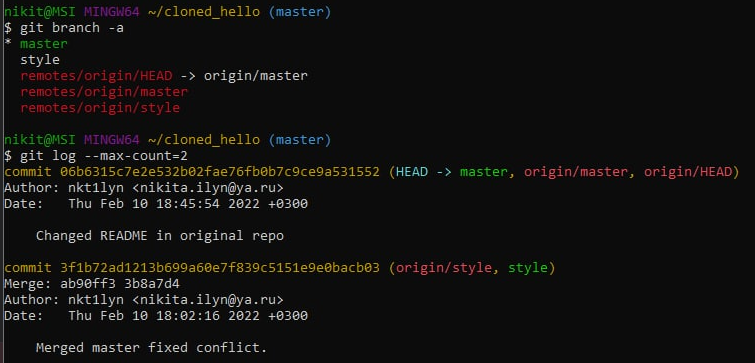 nikit@MSI MINGW64 ~/cloned_hello (master)
$ git branch -a
* master
  style
  remotes/origin/HEAD -> origin/master
  remotes/origin/master
  remotes/origin/style
nikit@MSI MINGW64 ~/cloned_hello (master)
$ git log --max-count=2
commit 06b6315c7e2e532b02fae76fb0b7c9ce9a531552 (HEAD -> master, origin/master, origin/HEAD)
Author: nkt1lyn <nikita.ilyn@ya.ru>
Date:   Thu Feb 10 18:45:54 2022 +0300
    Changed README in original repo
commit 3f1b72ad1213b699a60e7f839c5151e9e0bacb03 (origin/style, style)
Merge: ab90ff3 3b8a7d4
Author: nkt1lyn <nikita.ilyn@ya.ru>
Date:   Thu Feb 10 18:02:16 2022 +0300
    Merged master fixed conflict.